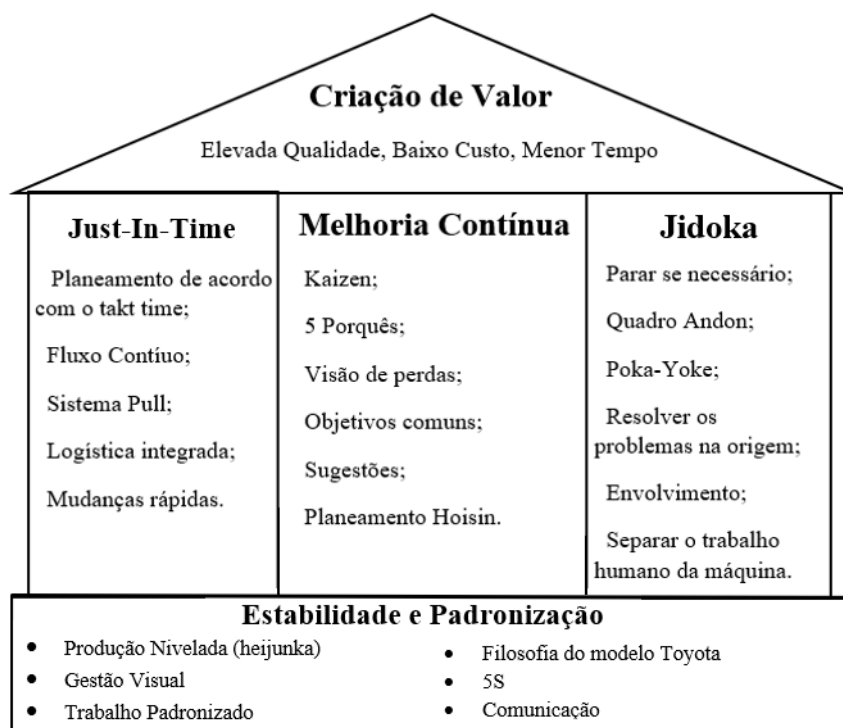 Criação de Valor
Elevada Qualidade, Baixo Custo, Menor Tempo
Just-In-Time
Planeamento de acordo
com o takt time;
Fluxo Contíuo;
Sistema Pull;
Logística integrada;
Mudanças rápidas.
Melhoria Contínua
Kaizen;
5 Porquês;
Visão de perdas;
Objetivos comuns;
Sugestões;
Planeamento Hoisin.
Jidoka
Parar se necessário;
Quadro Andon;
Poka-Yoke;
Resolver os
problemas na origem;
Envolvimento;
Separar o trabalho
humano da máquina.
Estabilidade e Padronização
• Produção Nivelada (heijunka)
• Gestão Visual
• Trabalho Padronizado
• Filosofia do modelo Toyota
• 5S
• Comunicação